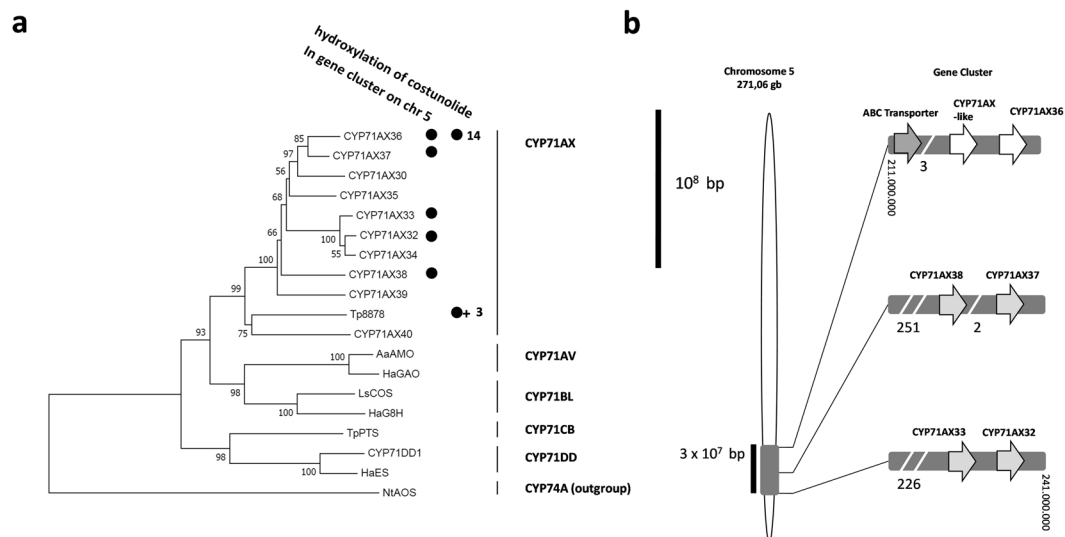 a
hydroxylation of costunolide
In gene cluster on chr 5
CYP71AX36
14
CYP71AX
CYP71AX37
CYP71AX30
CYP71AX35
CYP71AX33
CYP71AX32
CYP71AX34
CYP71AX38
CYP71AX39
Tp8878
+ 3
CYP71AX40
AaAMO
CYP71AV
HaGAO
LsCOS
CYP71BL
HaG8H
TpPTS
CYP71CB
CYP71DD1
CYP71DD
HaES
NtAOS
CYP74A (outgroup)
85
97
56
68
100
55
66
100
99
75
93
100
98
100
98
100
b
Chromosome 5
271,06 gb
Gene Cluster
10⁸ bp
3 x 10⁷ bp
ABC Transporter
CYP71AX
-like
CYP71AX36
3
211.000.000
CYP71AX38
CYP71AX37
251
2
CYP71AX33
CYP71AX32
226
241.000.000